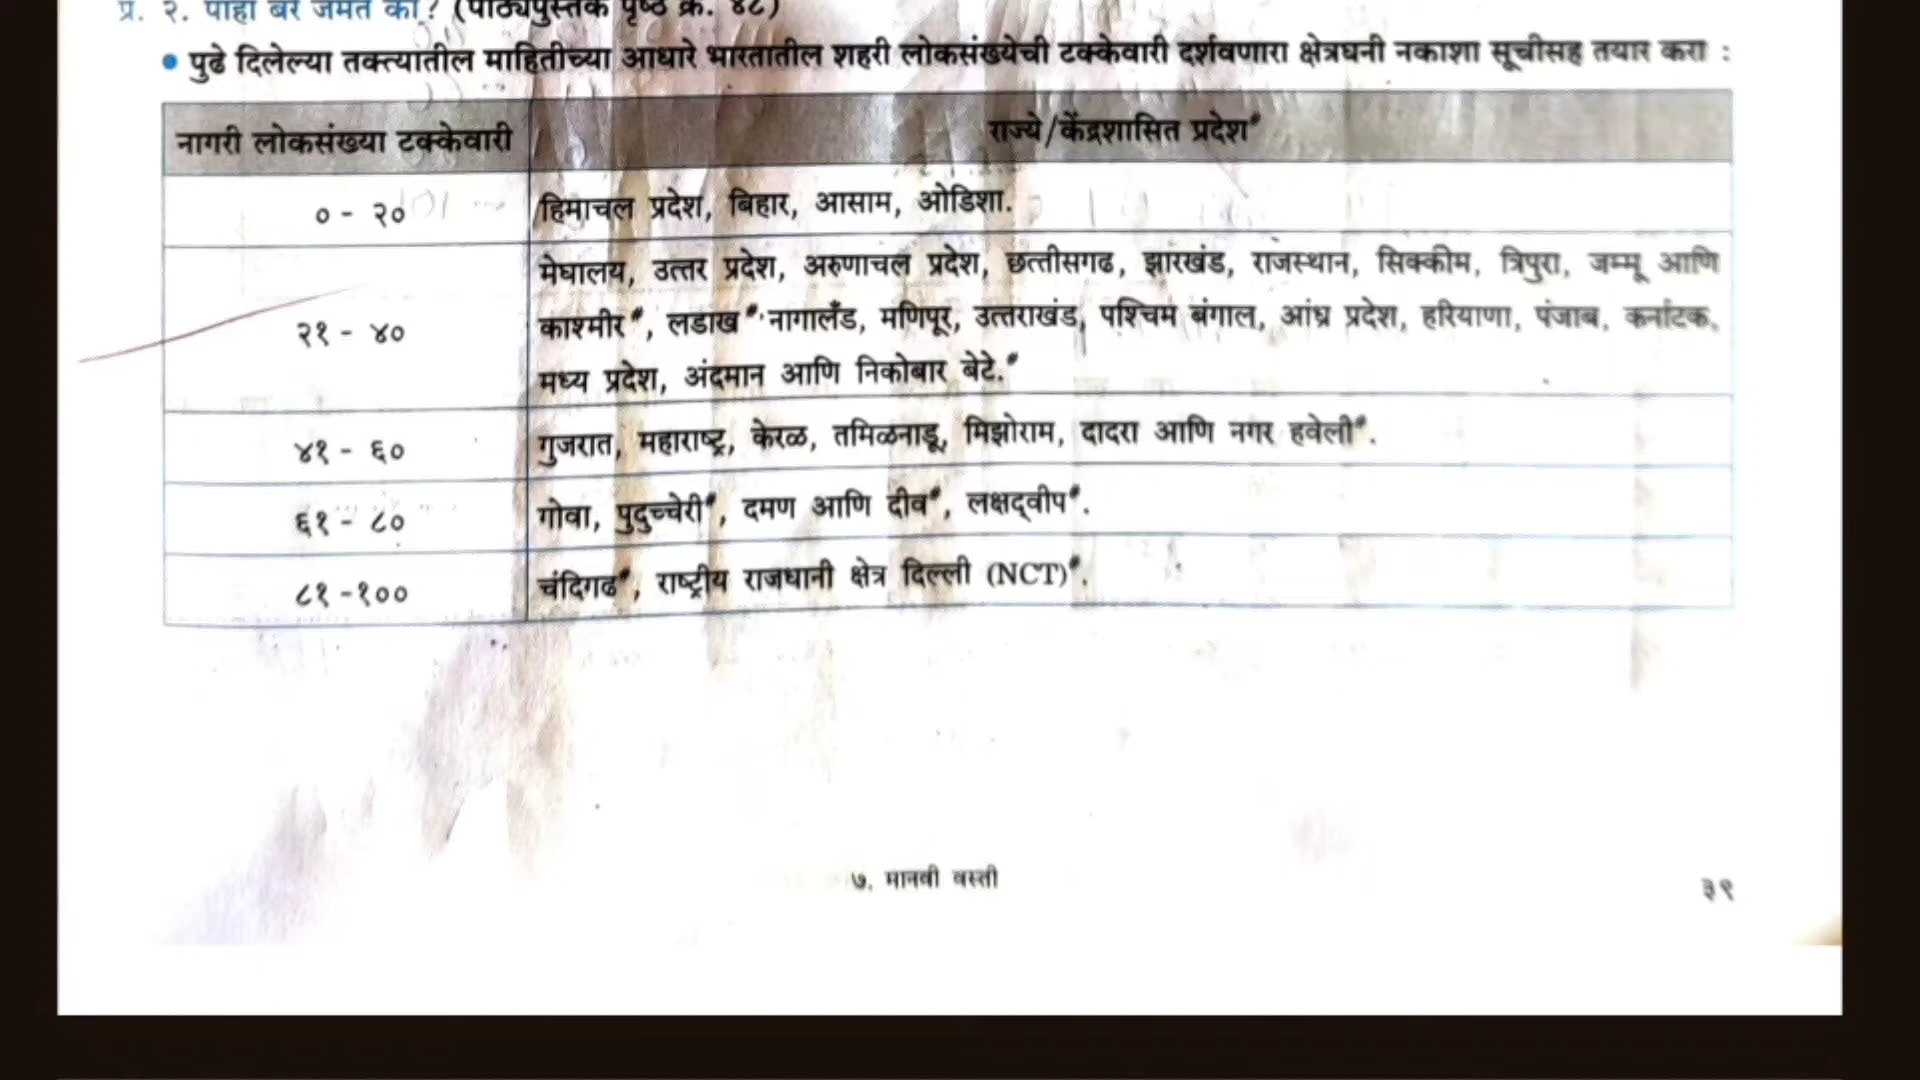 प्र. २. पाहा बरे जमते का? (पाठ्यपुस्तक पृष्ठ क्र. ४८)
• पुढे दिलेल्या तक्त्यातील माहितीच्या आधारे भारतातील शहरी लोकसंख्येची टक्केवारी दर्शवणारा क्षेत्रघनी नकाशा सूचीसह तयार करा :
नागरी लोकसंख्या टक्केवारी राज्ये/केंद्रशासित प्रदेश*
० - २० हिमाचल प्रदेश, बिहार, आसाम, ओडिशा.
मेघालय, उत्तर प्रदेश, अरुणाचल प्रदेश, छत्तीसगढ, झारखंड, राजस्थान, सिक्कीम, त्रिपुरा, जम्मू आणि
२१ - ४० काश्मीर*, लडाख* नागालँड, मणिपूर, उत्तराखंड, पश्चिम बंगाल, आंध्र प्रदेश, हरियाणा, पंजाब, कर्नाटक,
मध्य प्रदेश, अंदमान आणि निकोबार बेटे.*
४१ - ६० गुजरात, महाराष्ट्र, केरळ, तमिळनाडू, मिझोराम, दादरा आणि नगर हवेली*.
६१ - ८० गोवा, पुदुच्चेरी*, दमण आणि दीव*, लक्षद्वीप*.
८१ -१०० चंदिगढ*, राष्ट्रीय राजधानी क्षेत्र दिल्ली (NCT)*.
७. मानवी वस्ती
३९